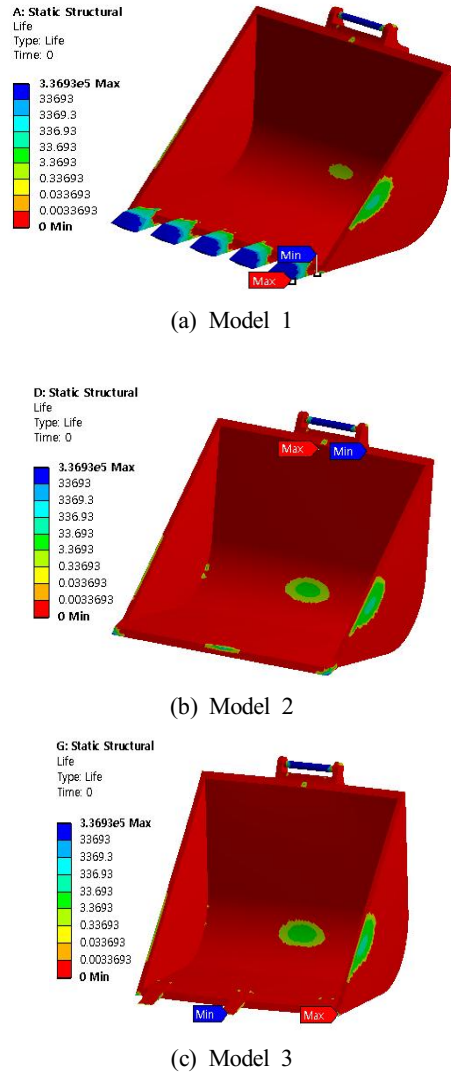 A: Static Structural
Life
Type: Life
Time: 0
3.3693e5 Max
33693
3369.3
336.93
33.693
3.3693
0.33693
0.033693
0.0033693
0 Min
Min
Max
(a) Model 1
D: Static Structural
Life
Type: Life
Time: 0
3.3693e5 Max
33693
3369.3
336.93
33.693
3.3693
0.33693
0.033693
0.0033693
0 Min
Max
Min
(b) Model 2
G: Static Structural
Life
Type: Life
Time: 0
3.3693e5 Max
33693
3369.3
336.93
33.693
3.3693
0.33693
0.033693
0.0033693
0 Min
Min
Max
(c) Model 3